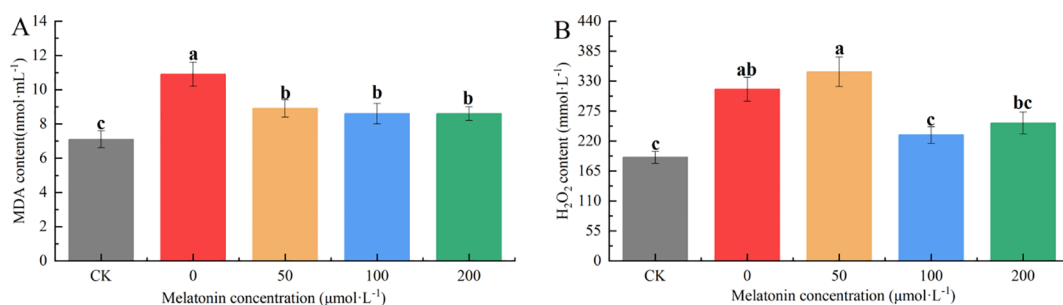 A
MDA content(nmol·mL⁻¹)
14
12
10
8
6
4
2
0
c
a
b
b
b
CK
0
50
100
200
Melatonin concentration (μmol·L⁻¹)
B
H₂O₂ content (mmol·L⁻¹)
440
385
330
275
220
165
110
55
0
c
ab
a
c
bc
CK
0
50
100
200
Melatonin concentration (μmol·L⁻¹)